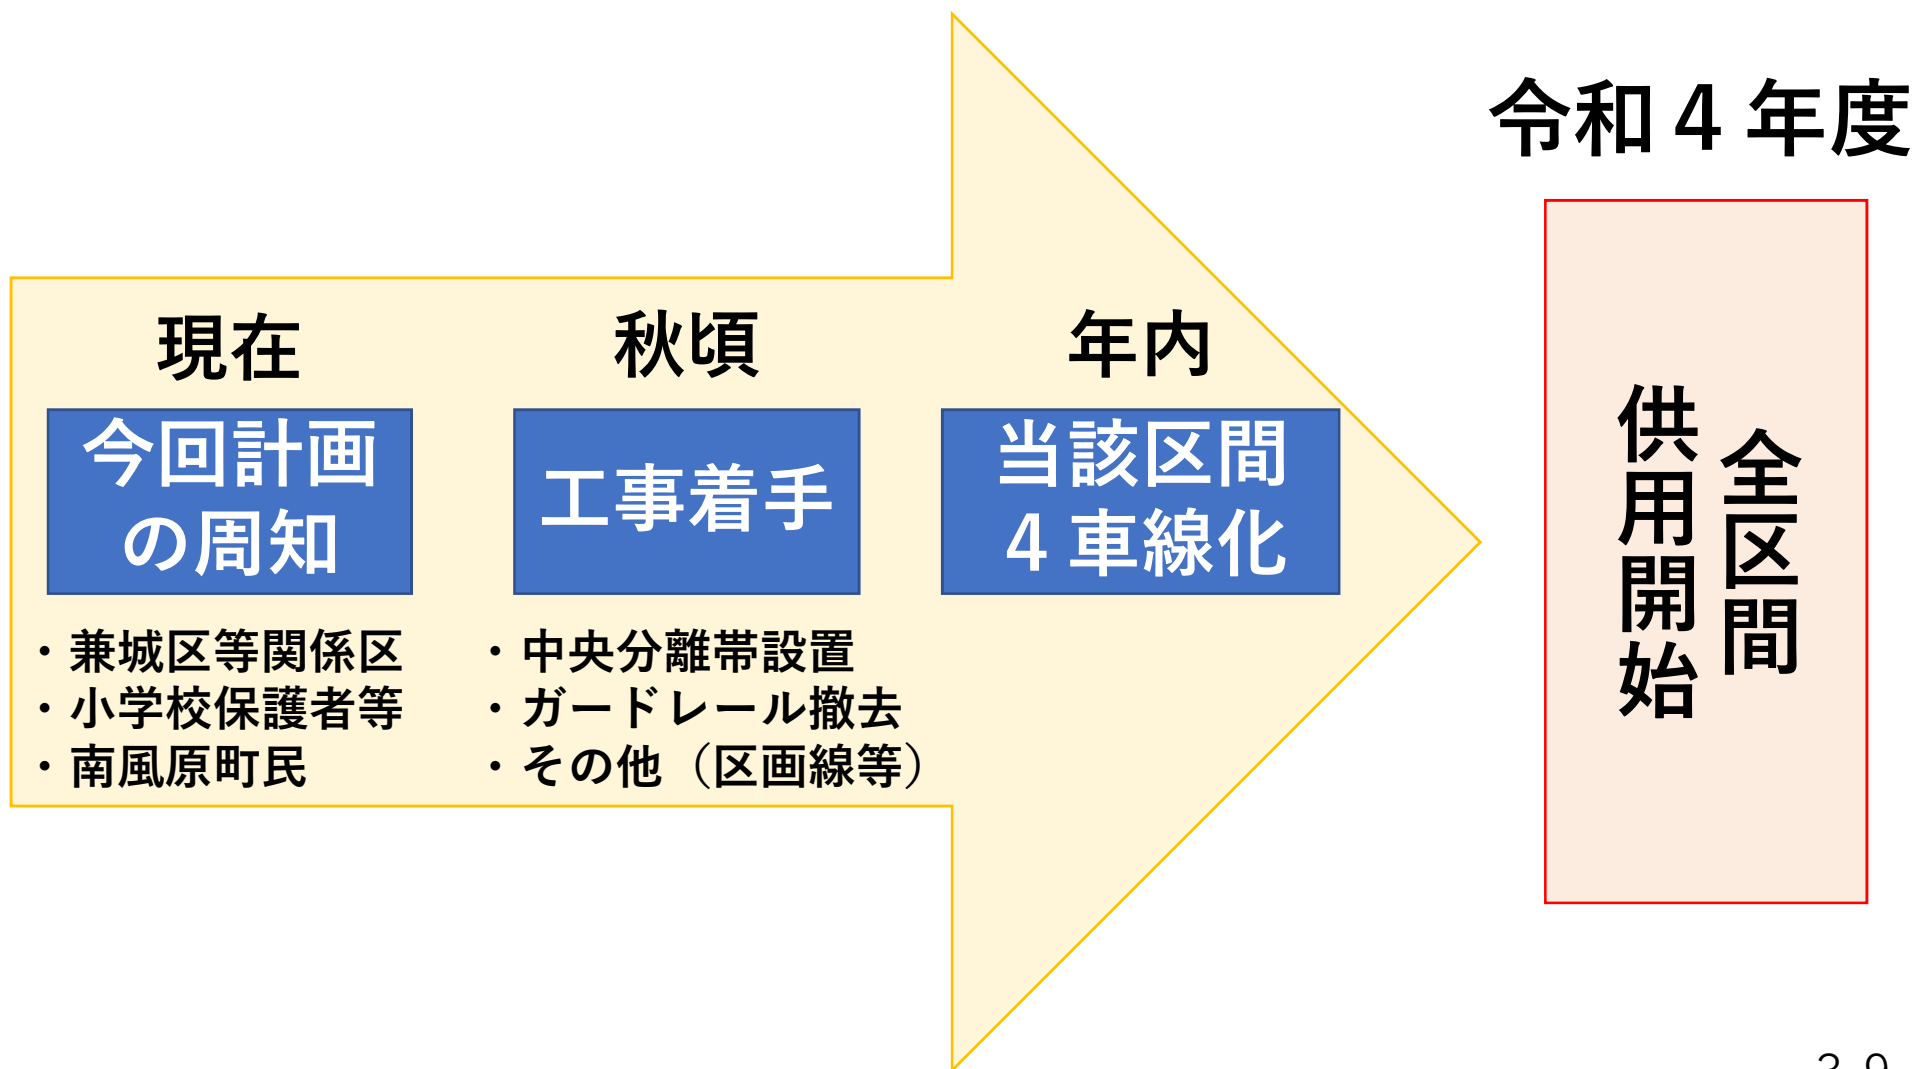 令和４年度
現在
今回計画
の周知
・兼城区等関係区
・小学校保護者等
・南風原町民
秋頃
工事着手
・中央分離帯設置
・ガードレール撤去
・その他（区画線等）
年内
当該区間
４車線化
全区間
供用開始